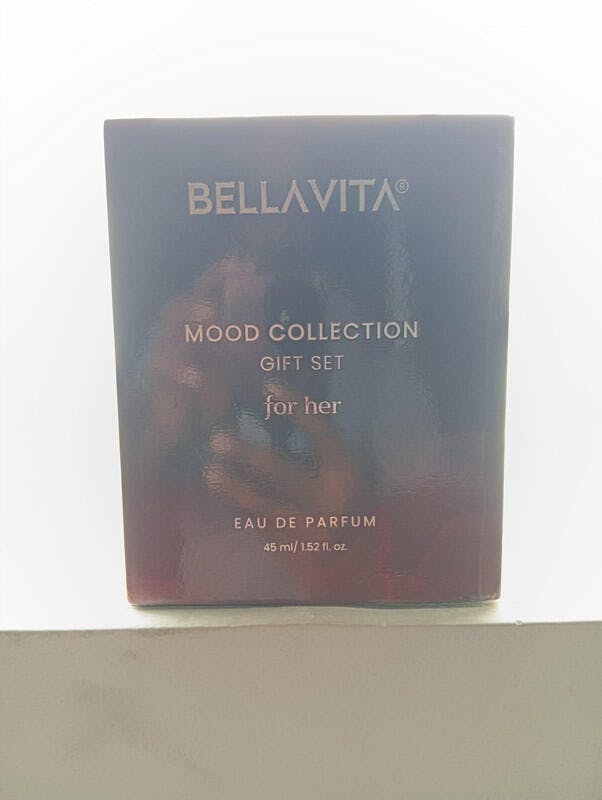 BELLAVITA®
MOOD COLLECTION
GIFT SET
for her
EAU DE PARFUM
45 ml/ 1.52 fl. oz.